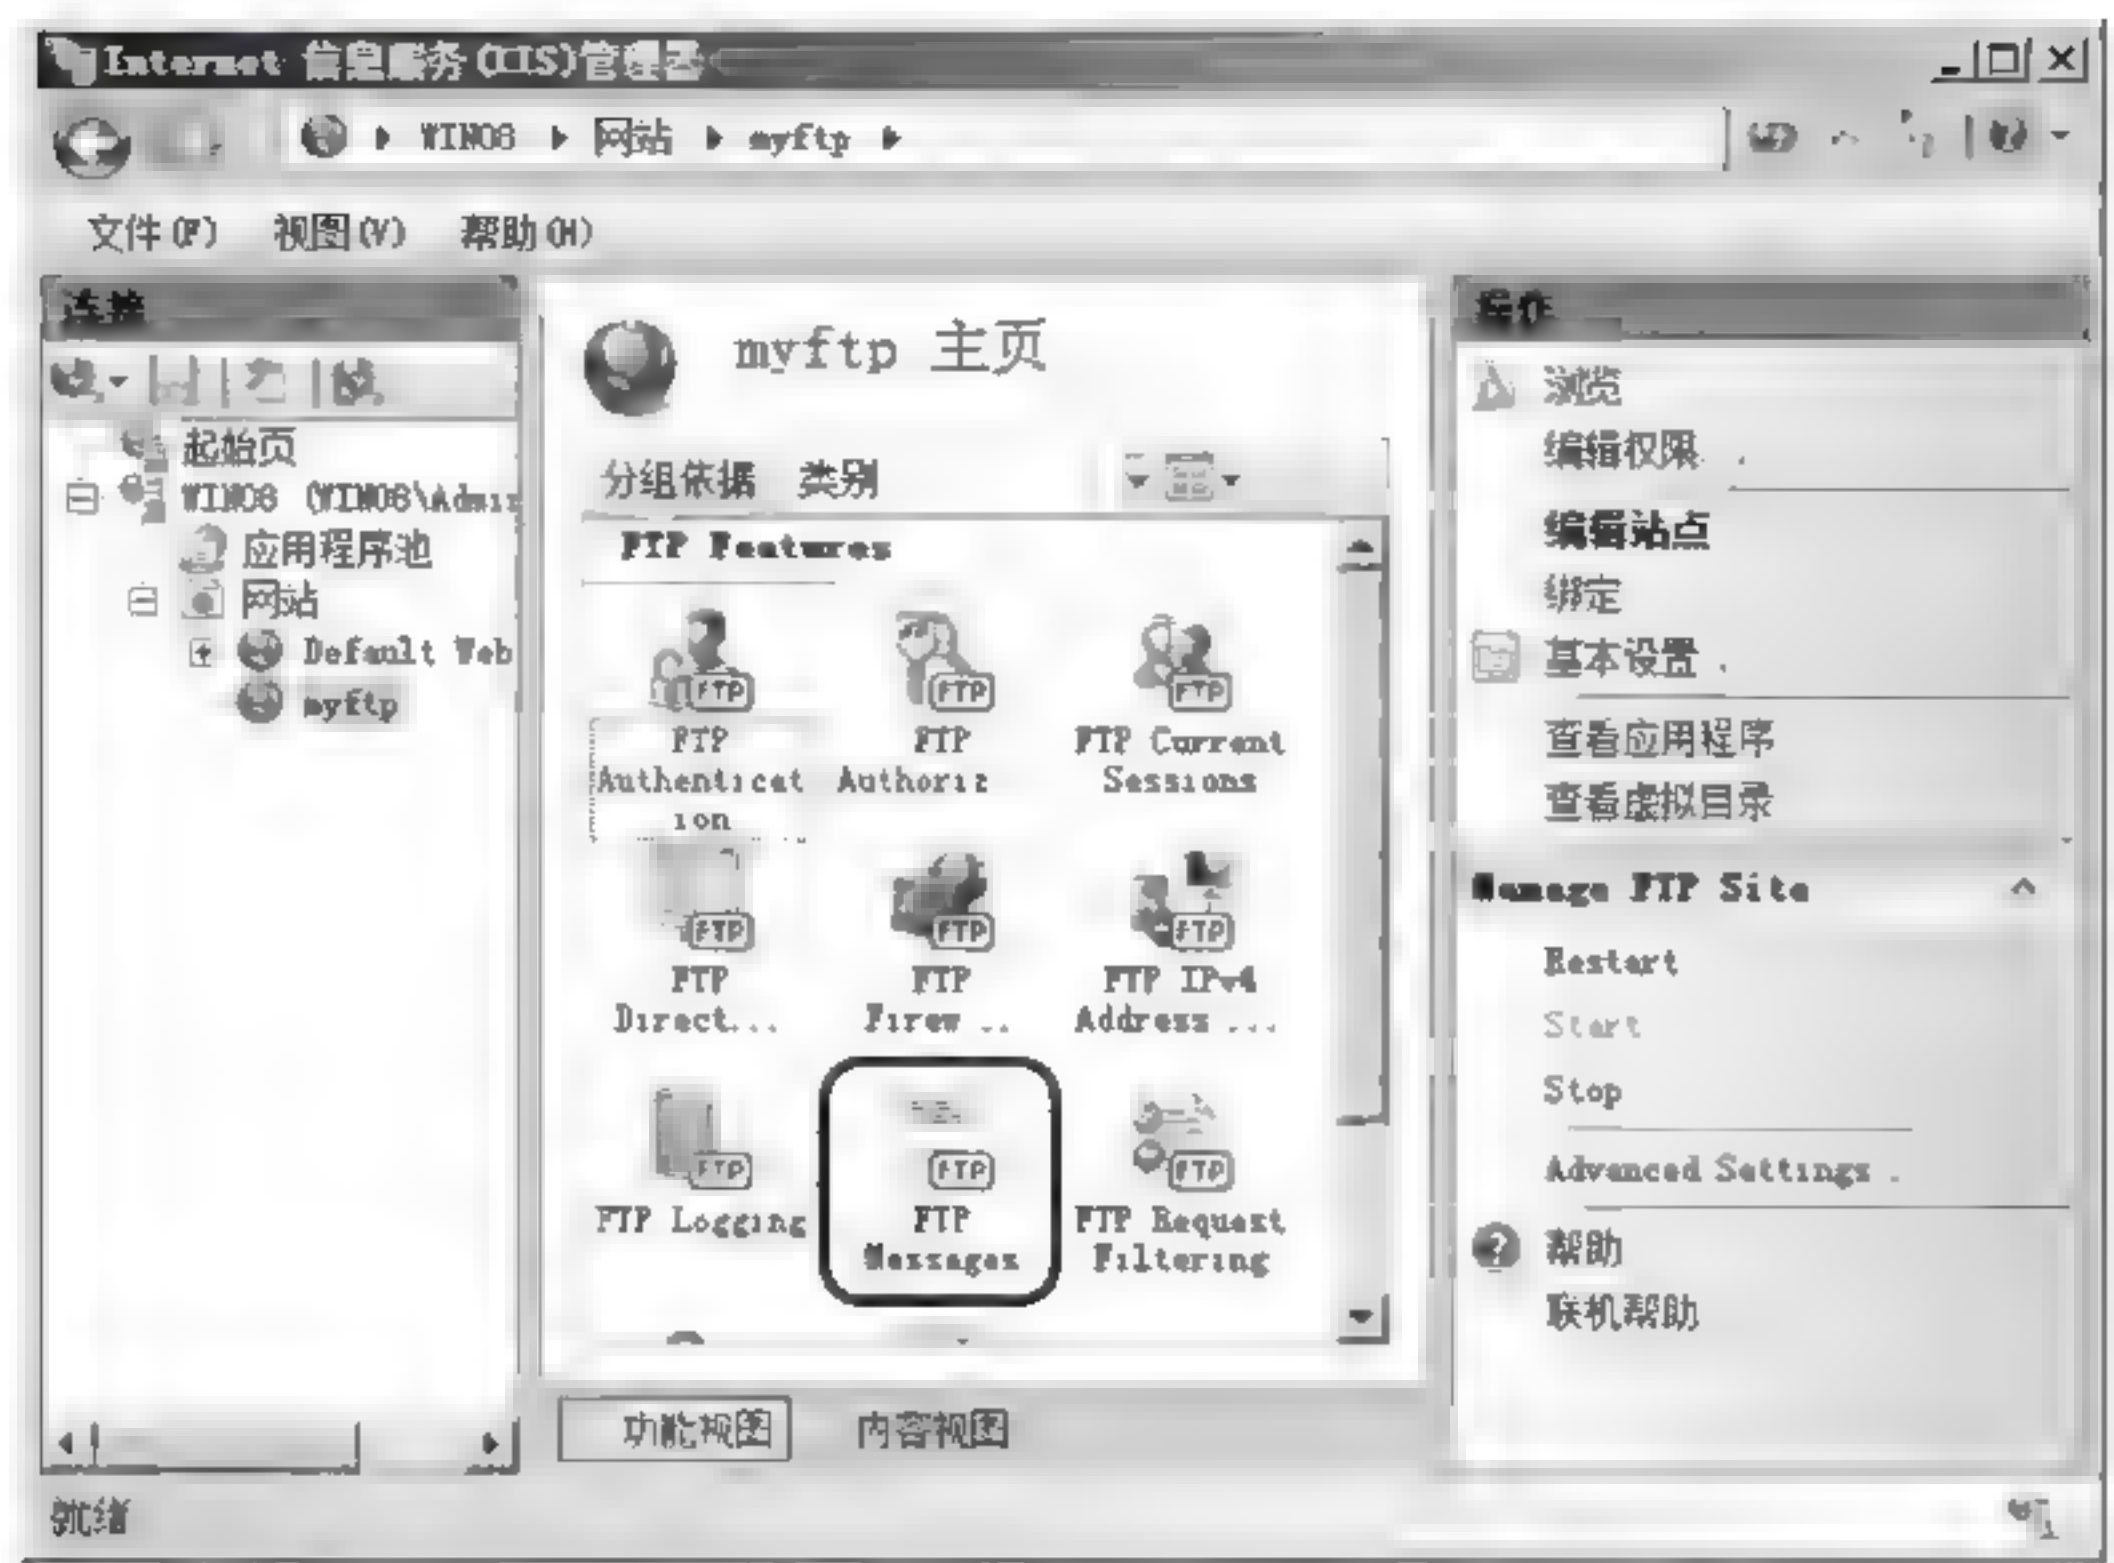 Internet 信息服务(IIS)管理器
WIN08 网站 myftp
文件(F) 视图(V) 帮助(H)
连接
起始页
WIN08 (WIN08\Admin
应用程序池
网站
Default Web
myftp
myftp 主页
分组依据 类别
FTP Features
FTP
Authenticat
ion
FTP
Authoriz
FTP Current
Sessions
FTP
Direct...
FTP
Firew ..
FTP IPv4
Address ...
FTP Logging
FTP
Messages
FTP Request
Filtering
功能视图 内容视图
操作
浏览
编辑权限 .
编辑站点
绑定
基本设置 .
查看应用程序
查看虚拟目录
Manage FTP Site
Restart
Start
Stop
Advanced Settings .
帮助
联机帮助
就绪